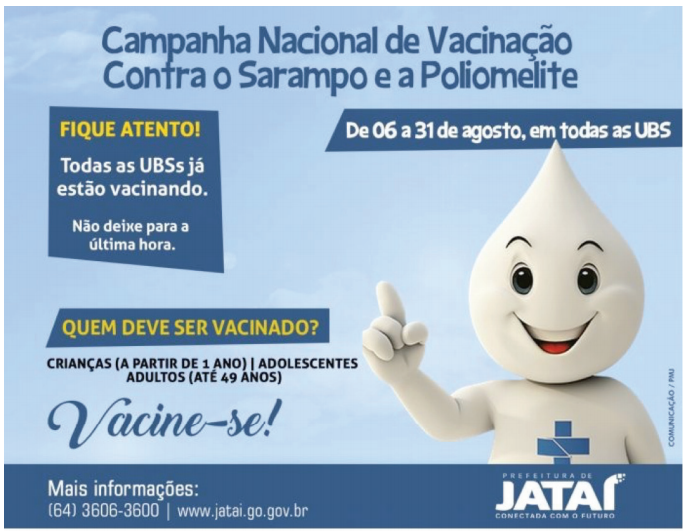 Campanha Nacional de Vacinação
Contra o Sarampo e a Poliomelite
FIQUE ATENTO!
Todas as UBSs já
estão vacinando.
Não deixe para a
última hora.
De 06 a 31 de agosto, em todas as UBS
QUEM DEVE SER VACINADO?
CRIANÇAS (A PARTIR DE 1 ANO) | ADOLESCENTES
ADULTOS (ATÉ 49 ANOS)
Vacine-se!
COMUNICAÇÃO / PMJ
Mais informações:
(64) 3606-3600 | www.jatai.go.gov.br
PREFEITURA DE
JATAÍ
CONECTADA COM O FUTURO